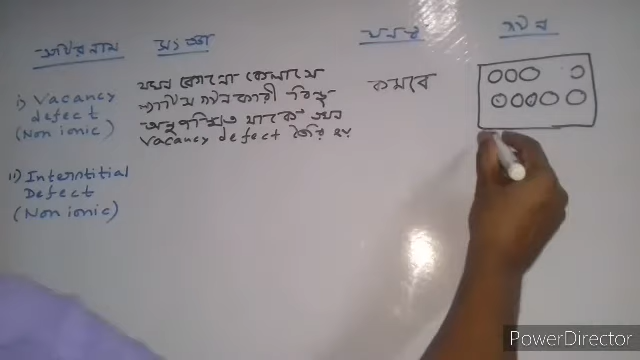 সংজ্ঞা
ঘনত্ব
গঠন
i) Vacancy
defect
(Non ionic)
যখন কোনো কেলাসে
কমবে
অনুপস্থিত থাকে তখন
Vacancy defect তৈরি হয়
ii) Interstitial
Defect
(Non ionic)
PowerDirector